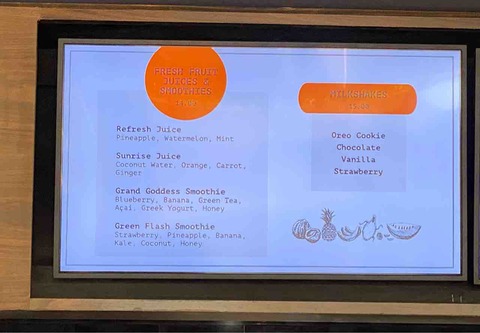 FRESH FRUIT
JUICES &
SMOOTHIES
Refresh Juice
Pineapple, Watermelon, Mint
Sunrise Juice
Coconut Water, Orange, Carrot,
Ginger
Grand Goddess Smoothie
Blueberry, Banana, Green Tea,
Açai, Greek Yogurt, Honey
Green Flash Smoothie
Strawberry, Pineapple, Banana,
Kale, Coconut, Honey
MILKSHAKES
Oreo Cookie
Chocolate
Vanilla
Strawberry